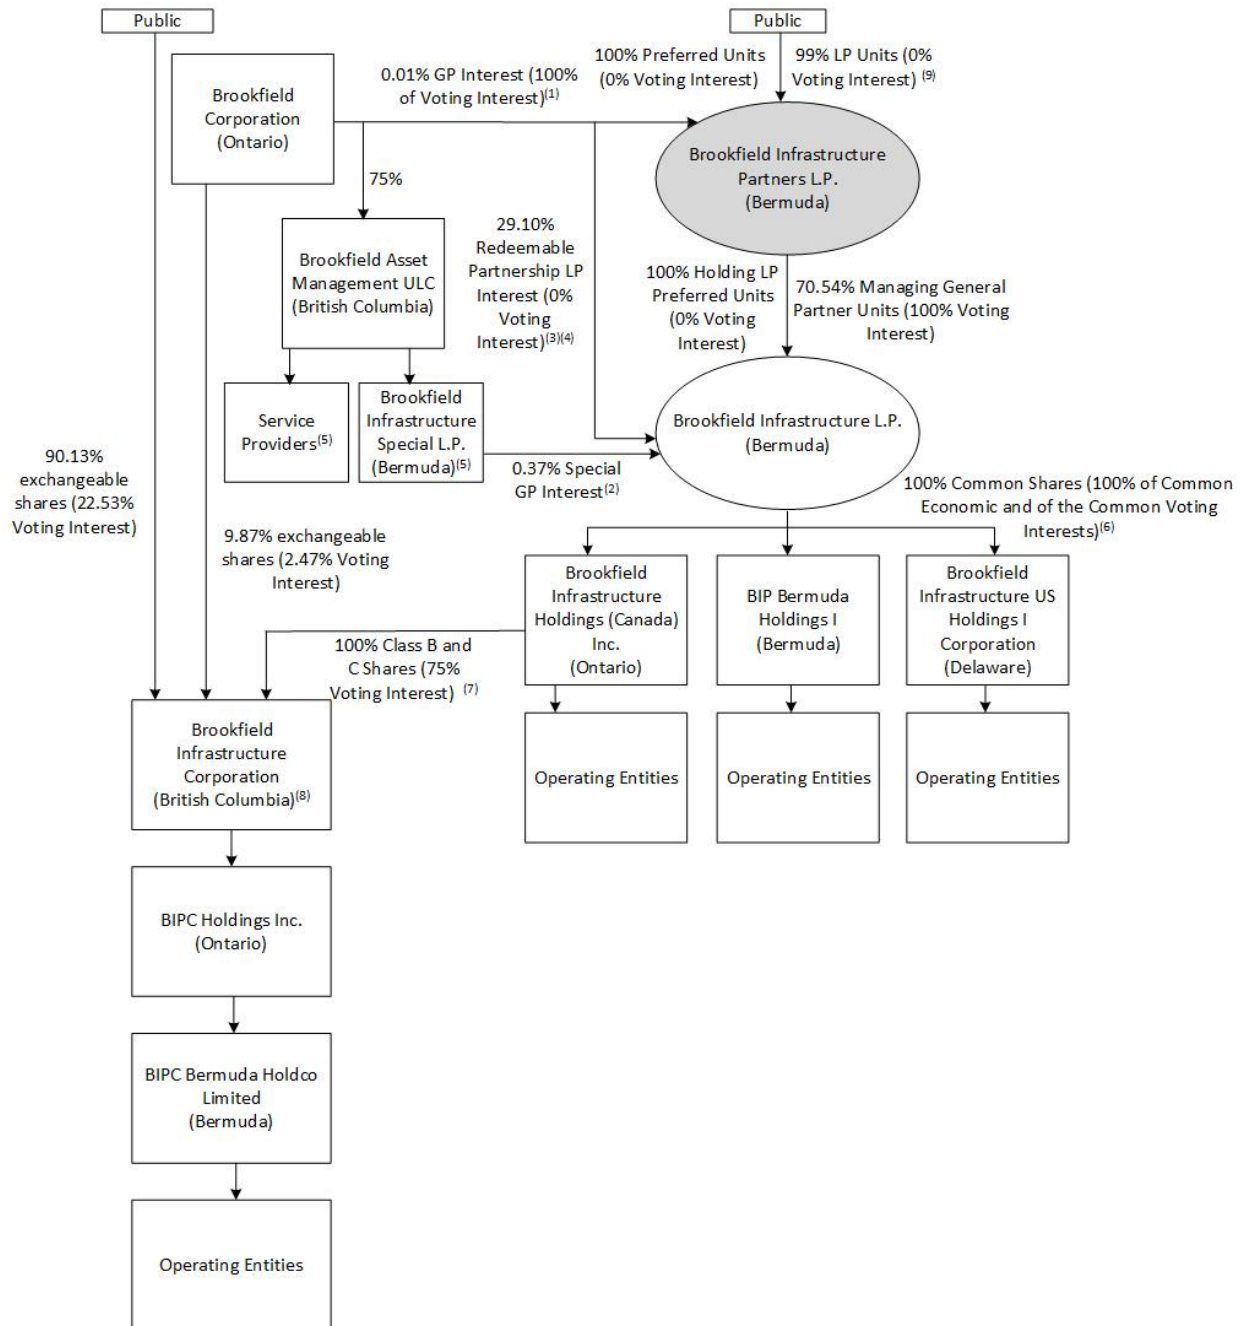 Public
Public
0.01% GP Interest (100%
of Voting Interest)(1)
100% Preferred Units
(0% Voting Interest)
99% LP Units (0%
Voting Interest) (9)
Brookfield
Corporation
(Ontario)
Brookfield Infrastructure
Partners L.P.
(Bermuda)
75%
29.10%
Redeemable
Partnership LP
Interest (0%
Voting
Interest)(3)(4)
Brookfield Asset
Management ULC
(British Columbia)
100% Holding LP
Preferred Units
(0% Voting
Interest)
70.54% Managing General
Partner Units (100% Voting
Interest)
Service
Providers(5)
Brookfield
Infrastructure
Special L.P.
(Bermuda)(5)
Brookfield Infrastructure L.P.
(Bermuda)
90.13%
exchangeable
shares (22.53%
Voting Interest)
0.37% Special
GP Interest(2)
100% Common Shares (100% of Common
Economic and of the Common Voting
Interests)(6)
9.87% exchangeable
shares (2.47% Voting
Interest)
Brookfield
Infrastructure
Holdings (Canada)
Inc.
(Ontario)
BIP Bermuda
Holdings I
(Bermuda)
Brookfield
Infrastructure US
Holdings I
Corporation
(Delaware)
100% Class B and
C Shares (75%
Voting Interest) (7)
Brookfield
Infrastructure
Corporation
(British Columbia)(8)
Operating Entities
Operating Entities
Operating Entities
BIPC Holdings Inc.
(Ontario)
BIPC Bermuda Holdco
Limited
(Bermuda)
Operating Entities